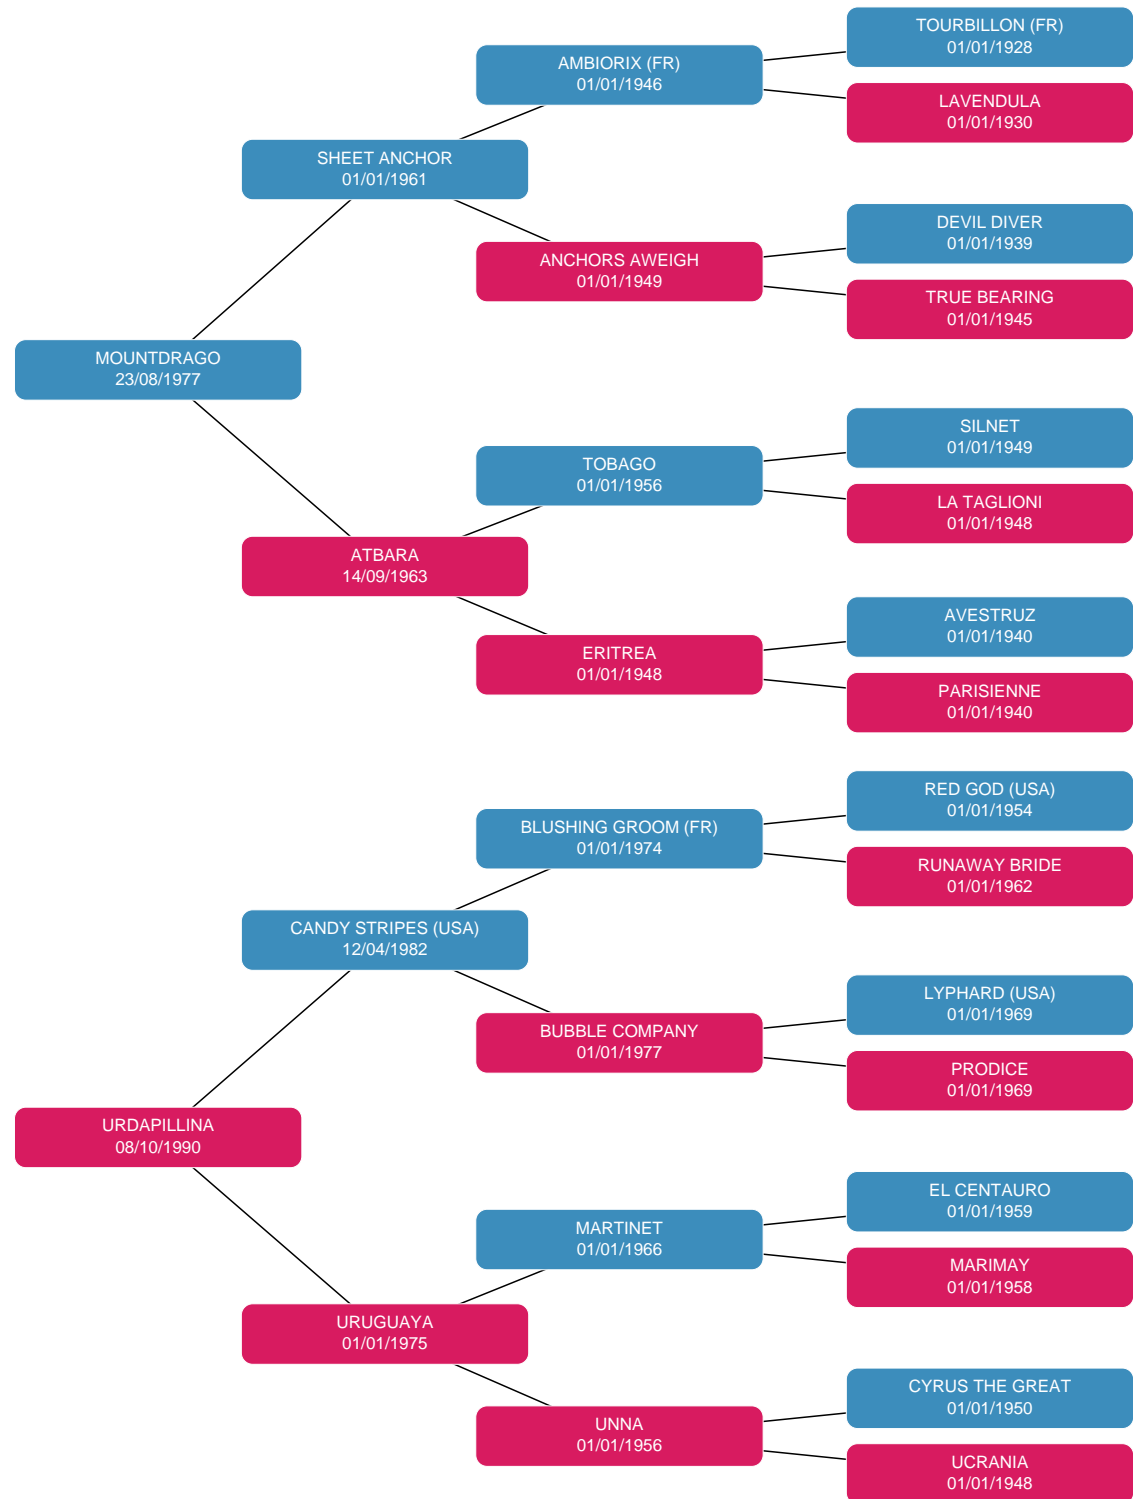 TOURBILLON (FR)
01/01/1928
AMBIORIX (FR)
01/01/1946
LAVENDULA
01/01/1930
SHEET ANCHOR
01/01/1961
DEVIL DIVER
01/01/1939
ANCHORS AWEIGH
01/01/1949
TRUE BEARING
01/01/1945
MOUNTDRAGO
23/08/1977
SILNET
01/01/1949
TOBAGO
01/01/1956
LA TAGLIONI
01/01/1948
ATBARA
14/09/1963
AVESTRUZ
01/01/1940
ERITREA
01/01/1948
PARISIENNE
01/01/1940
RED GOD (USA)
01/01/1954
BLUSHING GROOM (FR)
01/01/1974
RUNAWAY BRIDE
01/01/1962
CANDY STRIPES (USA)
12/04/1982
LYPHARD (USA)
01/01/1969
BUBBLE COMPANY
01/01/1977
PRODICE
01/01/1969
URDAPILLINA
08/10/1990
EL CENTAURO
01/01/1959
MARTINET
01/01/1966
MARIMAY
01/01/1958
URUGUAYA
01/01/1975
CYRUS THE GREAT
01/01/1950
UNNA
01/01/1956
UCRANIA
01/01/1948